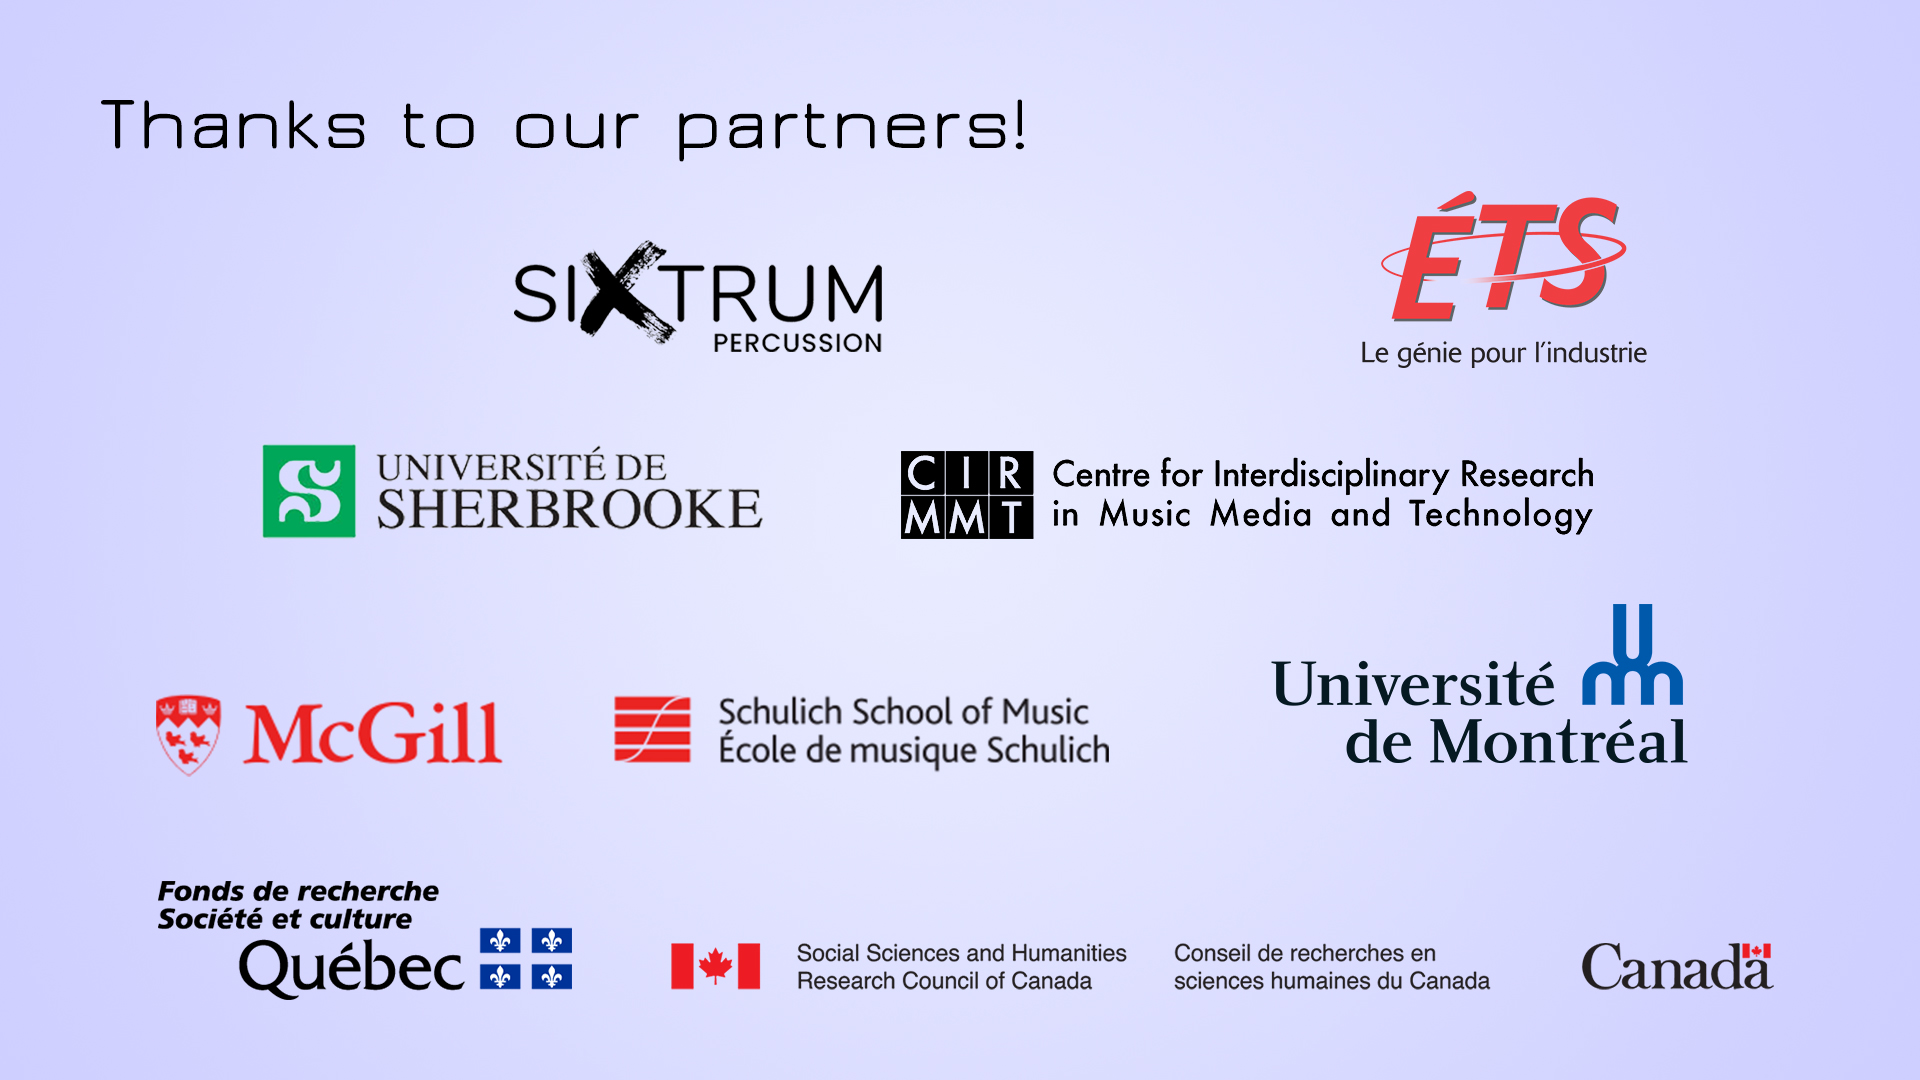 Thanks to our partners!
SIXTRUM
PERCUSSION
ÉTS
Le génie pour l'industrie
UNIVERSITÉ DE
SHERBROOKE
CIR
MMT
Centre for Interdisciplinary Research
in Music Media and Technology
McGill
Schulich School of Music
École de musique Schulich
Université
de Montréal
Fonds de recherche
Société et culture
Québec
Social Sciences and Humanities
Research Council of Canada
Conseil de recherches en
sciences humaines du Canada
Canada